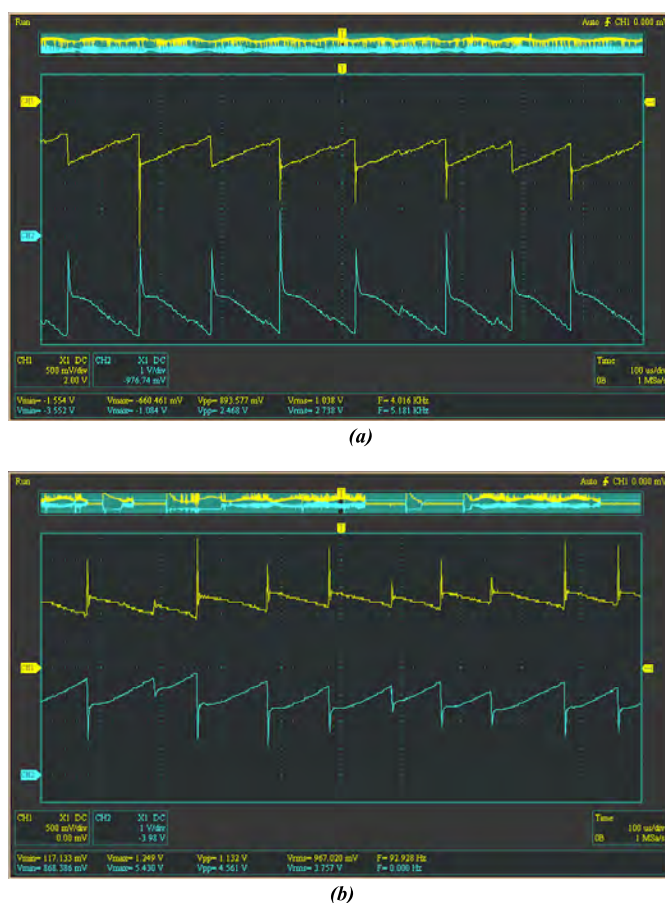 Run Auto CH1 0.000 mV
T
T
CH1
CH2
CH1 X1 DC CH2 X1 DC Time
500 mV/div 1 V/div 100 us/div
2.00 V -976.74 mV 0B 1 MSa/s
Vmin= -1.554 V Vmax= -660.461 mV Vpp= 893.577 mV Vrms= 1.038 V F= 4.016 KHz
Vmin= -3.552 V Vmax= -1.084 V Vpp= 2.468 V Vrms= 2.738 V F= 5.181 KHz
(a)
Run Auto CH1 0.000 mV
T
T
CH1
CH2
CH1 X1 DC CH2 X1 DC Time
500 mV/div 1 V/div 100 us/div
0.00 mV -3.98 V 0B 1 MSa/s
Vmin= 117.133 mV Vmax= 1.249 V Vpp= 1.132 V Vrms= 967.020 mV F= 92.928 Hz
Vmin= 868.386 mV Vmax= 5.430 V Vpp= 4.561 V Vrms= 3.757 V F= 0.000 Hz
(b)